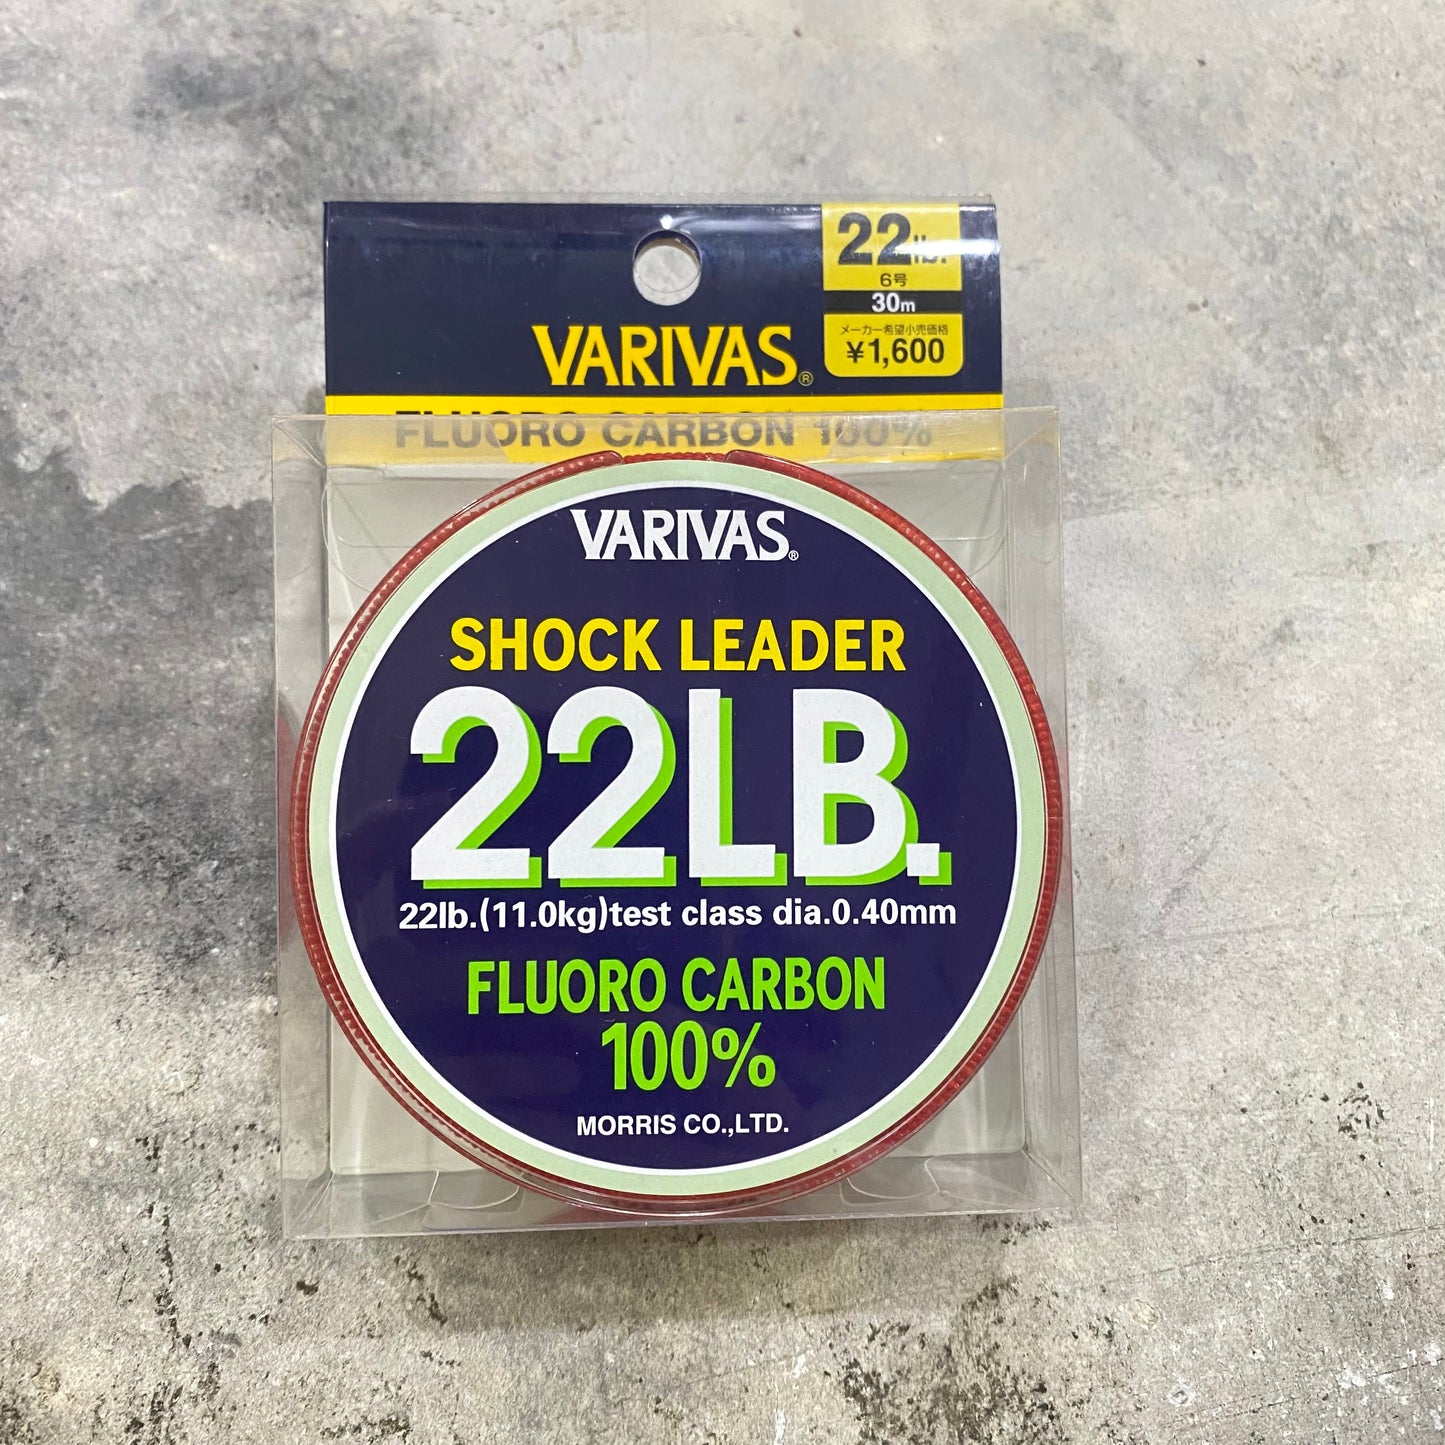 22lb.
6号
30m
メーカー希望小売価格
¥1,600
VARIVAS®
FLUORO CARBON 100%
VARIVAS®
SHOCK LEADER
22LB.
22lb.(11.0kg)test class dia.0.40mm
FLUORO CARBON
100%
MORRIS CO.,LTD.